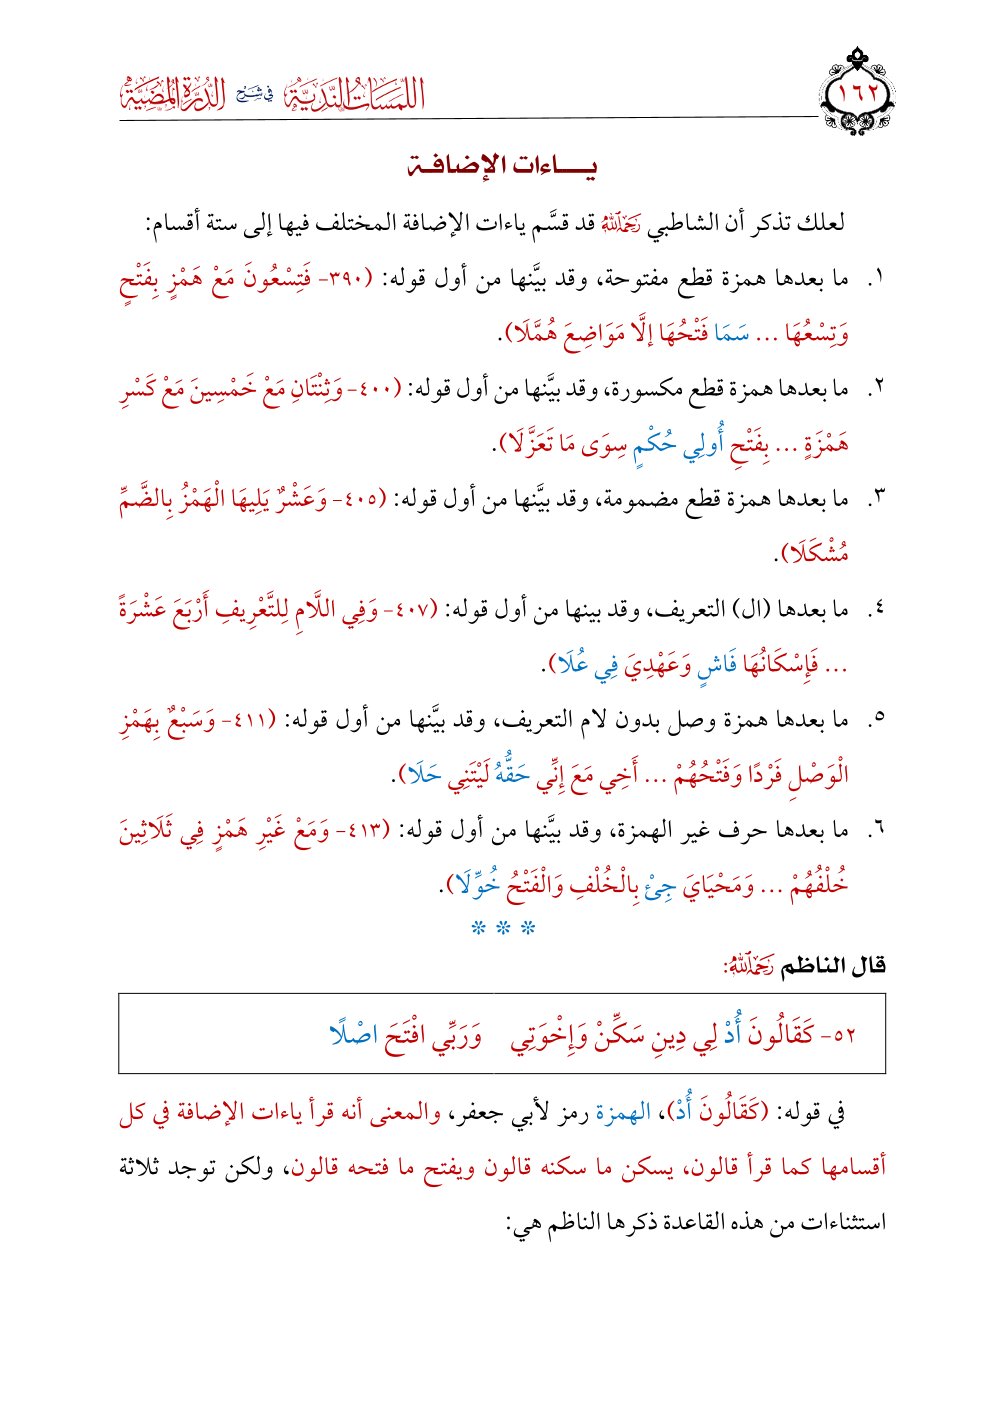 ١٦٢
اللمسات الندية في شرح الدرة المضية
يـــاءات الإضافـة
لعلك تذكر أن الشاطبي رَحِمَهُ اللَّهُ قد قسَّم ياءات الإضافة المختلف فيها إلى ستة أقسام:
١. ما بعدها همزة قطع مفتوحة، وقد بيَّنها من أول قوله: (٣٩٠- فَتِسْعُونَ مَعْ هَمْزٍ بِفَتْحٍ
وَتِسْعُهَا ... سَمَا فَتْحُهَا إلَّا مَوَاضِعَ هُمَّلَا).
٢. ما بعدها همزة قطع مكسورة، وقد بيَّنها من أول قوله: (٤٠٠- وَثِنْتَانِ مَعْ خَمْسِينَ مَعْ كَسْرِ
هَمْزَةٍ ... بِفَتْحِ أُولِي حُكْمٍ سِوَى مَا تَعَزَّلَا).
٣. ما بعدها همزة قطع مضمومة، وقد بيَّنها من أول قوله: (٤٠٥- وَعَشْرٌ يَلِيهَا الْهَمْزُ بِالضَّمِّ
مُشْكَلَا).
٤. ما بعدها (ال) التعريف، وقد بينها من أول قوله: (٤٠٧- وَفِي اللَّامِ لِلتَّعْرِيفِ أَرْبَعَ عَشْرَةً
... فَإِسْكَانُهَا فَاشٍ وَعَهْدِيَ فِي عُلَا).
٥. ما بعدها همزة وصل بدون لام التعريف، وقد بيَّنها من أول قوله: (٤١١- وَسَبْعٌ بِهَمْزِ
الْوَصْلِ فَرْدًا وَفَتْحُهُمْ ... أَخِي مَعَ إِنِّي حَقُّهُ لَيْتَنِي حَلَا).
٦. ما بعدها حرف غير الهمزة، وقد بيَّنها من أول قوله: (٤١٣- وَمَعْ غَيْرِ هَمْزٍ فِي ثَلَاثِينَ
خُلْفُهُمْ ... وَمَحْيَايَ جِئْ بِالْخُلْفِ وَالْفَتْحُ خُوِّلَا).
* * *
قال الناظم رَحِمَهُ اللَّهُ:
٥٢- كَقَالُونَ أُدْ لِي دِينِ سَكِّنْ وَإِخْوَتِي وَرَبِّي افْتَحَ اصْلًا
في قوله: (كَقَالُونَ أُدْ)، الهمزة رمز لأبي جعفر، والمعنى أنه قرأ ياءات الإضافة في كل
أقسامها كما قرأ قالون، يسكن ما سكنه قالون ويفتح ما فتحه قالون، ولكن توجد ثلاثة
استثناءات من هذه القاعدة ذكرها الناظم هي: